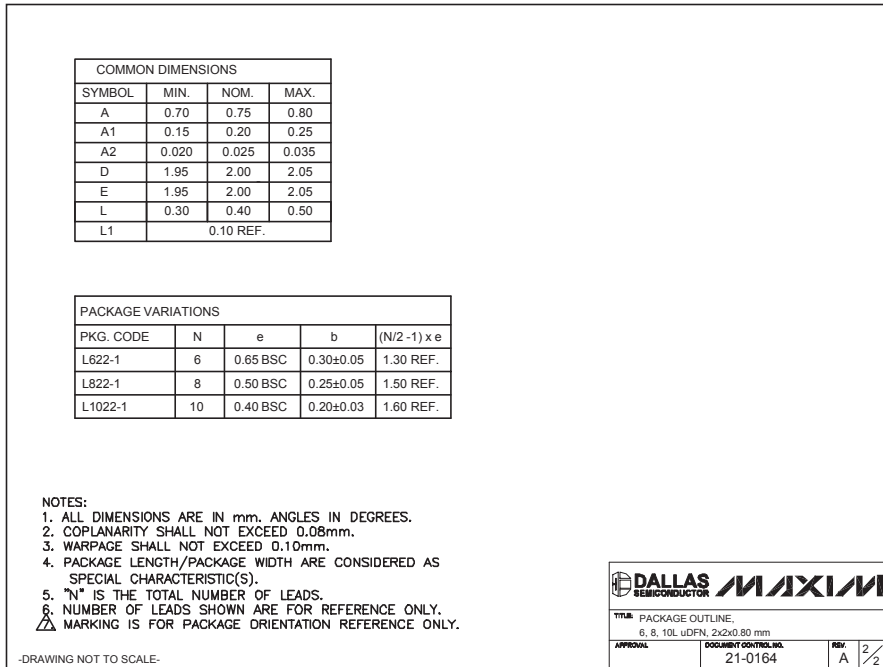 COMMON DIMENSIONS
SYMBOL MIN. NOM. MAX.
A 0.70 0.75 0.80
A1 0.15 0.20 0.25
A2 0.020 0.025 0.035
D 1.95 2.00 2.05
E 1.95 2.00 2.05
L 0.30 0.40 0.50
L1 0.10 REF.
PACKAGE VARIATIONS
PKG. CODE N e b (N/2 -1) x e
L622-1 6 0.65 BSC 0.30±0.05 1.30 REF.
L822-1 8 0.50 BSC 0.25±0.05 1.50 REF.
L1022-1 10 0.40 BSC 0.20±0.03 1.60 REF.
NOTES:
1. ALL DIMENSIONS ARE IN mm. ANGLES IN DEGREES.
2. COPLANARITY SHALL NOT EXCEED 0.08mm.
3. WARPAGE SHALL NOT EXCEED 0.10mm.
4. PACKAGE LENGTH/PACKAGE WIDTH ARE CONSIDERED AS
SPECIAL CHARACTERISTIC(S).
5. "N" IS THE TOTAL NUMBER OF LEADS.
6. NUMBER OF LEADS SHOWN ARE FOR REFERENCE ONLY.
7. MARKING IS FOR PACKAGE ORIENTATION REFERENCE ONLY.
-DRAWING NOT TO SCALE-
DALLAS SEMICONDUCTOR MAXIM
TITLE: PACKAGE OUTLINE,
6, 8, 10L uDFN, 2x2x0.80 mm
APPROVAL DOCUMENT CONTROL NO. REV.
21-0164 A 2/2